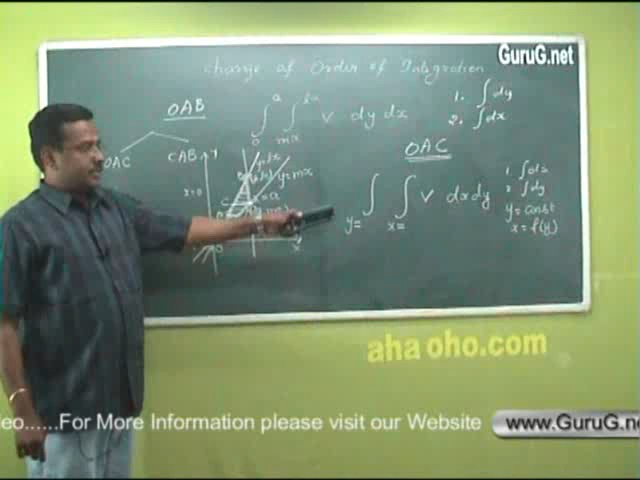 GuruG.net
Change of Order of Integration
OAB
∫₀ᵃ ∫ₘₓ V dy dx
1. ∫dy
2. ∫dx
OAC
CAB
Y
x=0
y=mx
x=a
C
X
OAC
∫ ∫ V dx dy
y=
x=
1. ∫dx
2. ∫dy
y = const
x = f(y)
aha oho.com
deo......For More Information please visit our Website
www.GuruG.ne